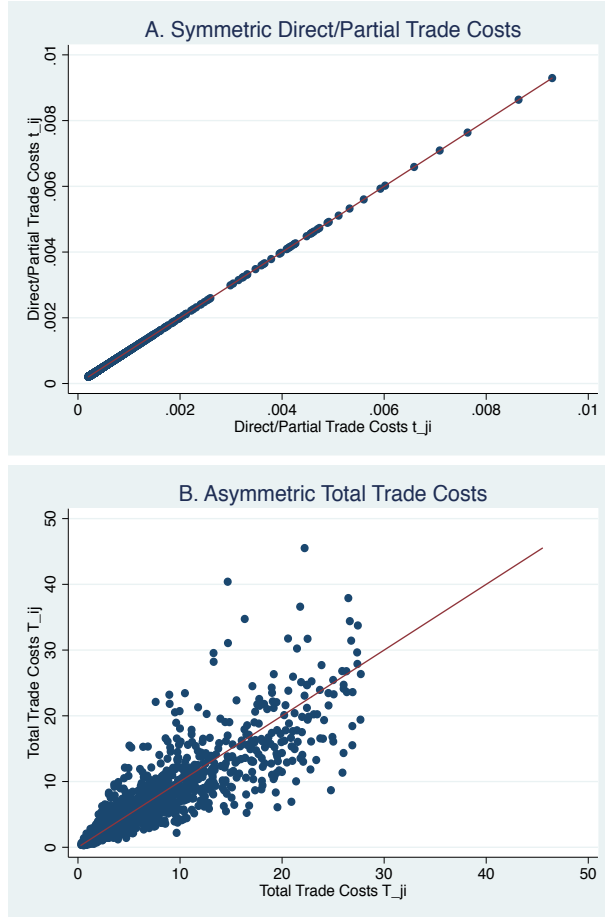 A. Symmetric Direct/Partial Trade Costs
Direct/Partial Trade Costs t_ij
.01
.008
.006
.004
.002
0
0 .002 .004 .006 .008 .01
Direct/Partial Trade Costs t_ji
B. Asymmetric Total Trade Costs
Total Trade Costs T_ij
50
40
30
20
10
0
0 10 20 30 40 50
Total Trade Costs T_ji